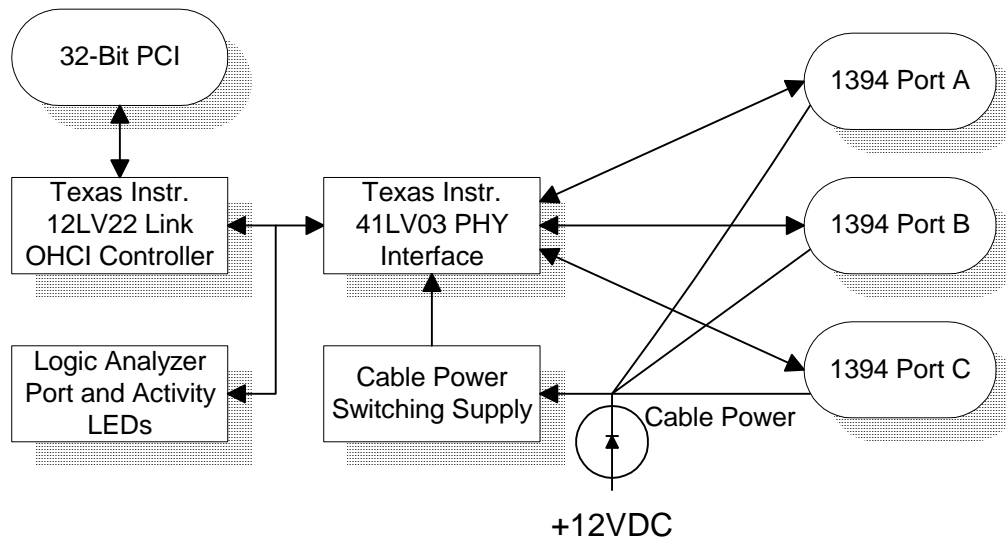 32-Bit PCI
1394 Port A
Texas Instr.
12LV22 Link
OHCI Controller
Texas Instr.
41LV03 PHY
Interface
1394 Port B
Logic Analyzer
Port and Activity
LEDs
Cable Power
Switching Supply
1394 Port C
Cable Power
+12VDC